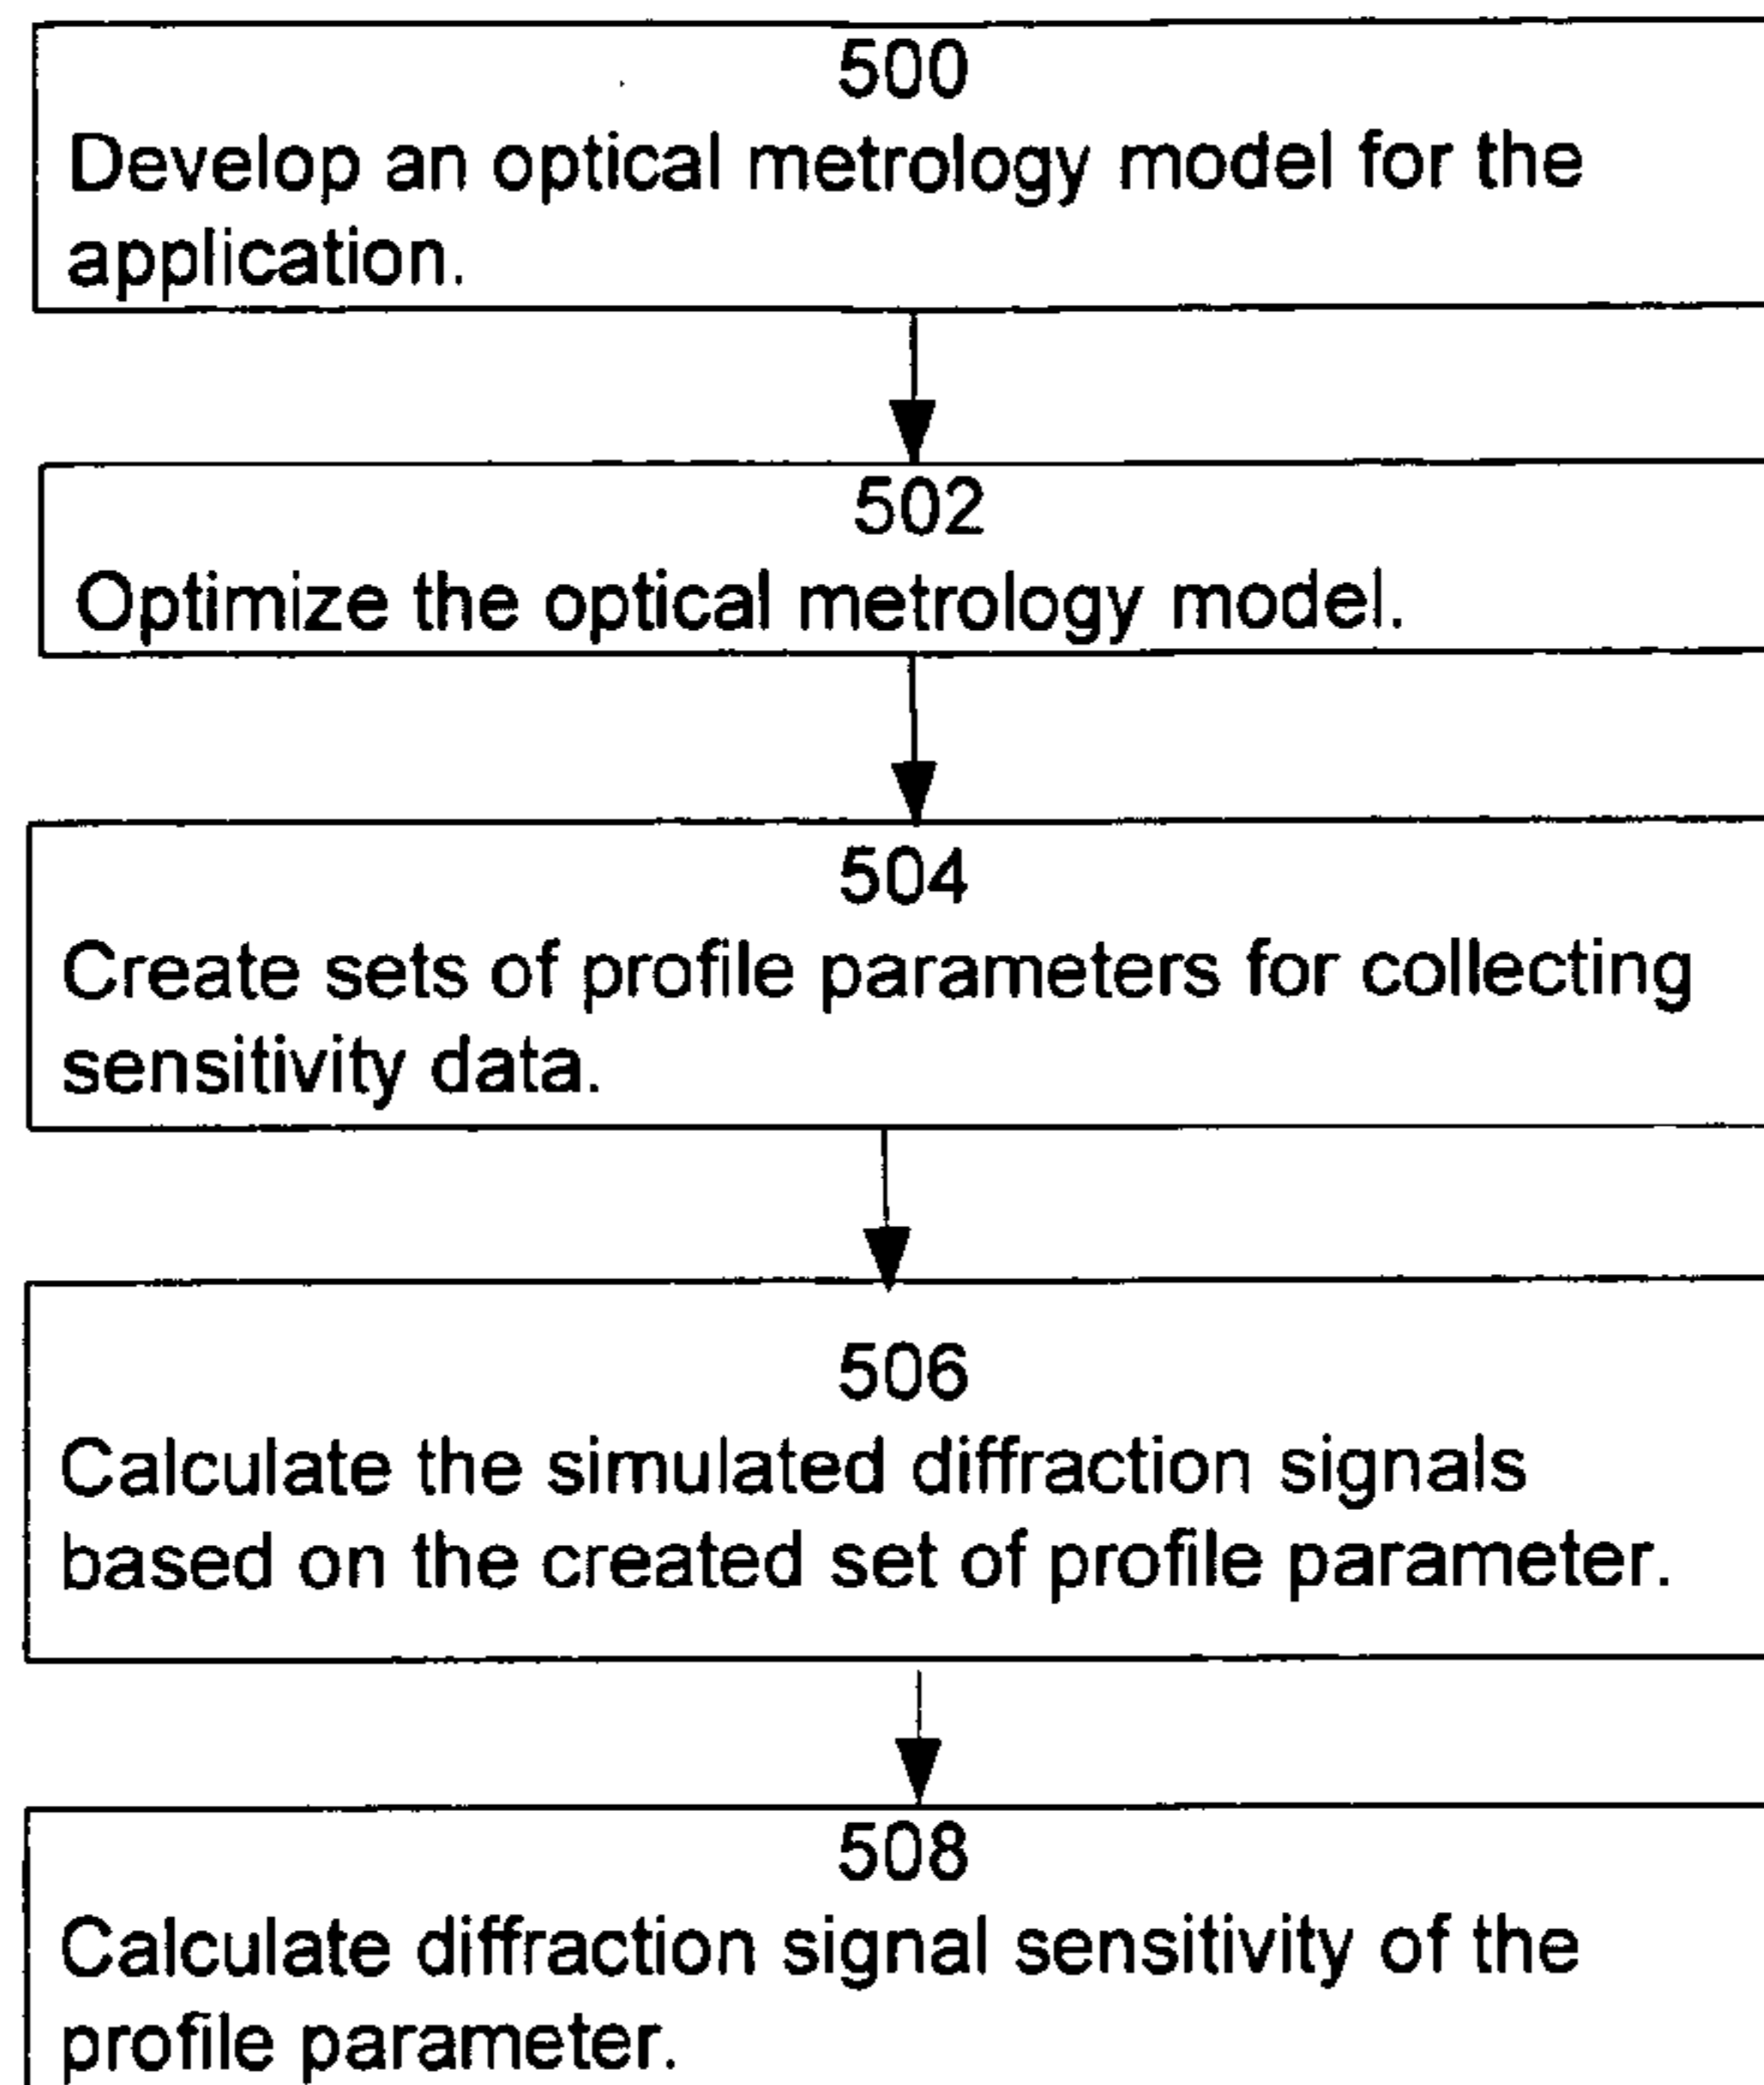 500
Develop an optical metrology model for the
application.
502
Optimize the optical metrology model.
504
Create sets of profile parameters for collecting
sensitivity data.
506
Calculate the simulated diffraction signals
based on the created set of profile parameter.
508
Calculate diffraction signal sensitivity of the
profile parameter.